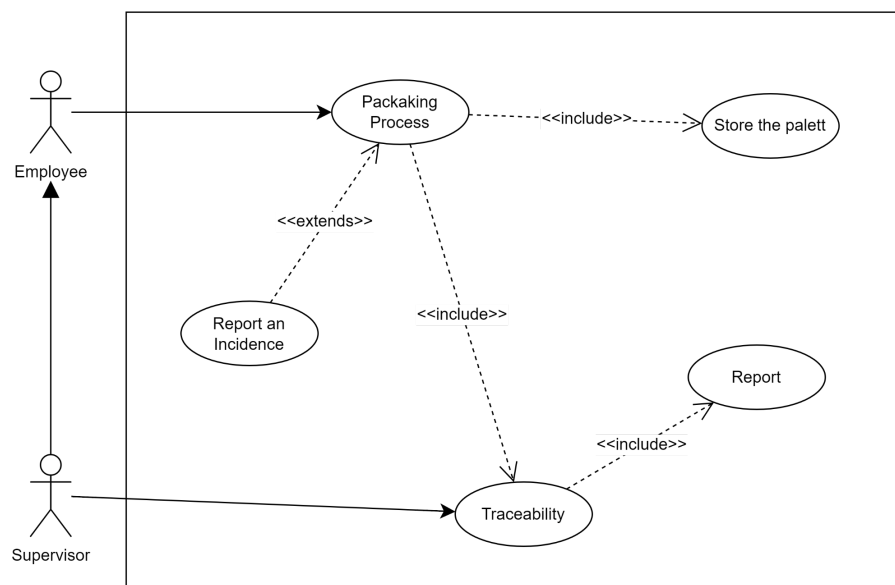 Packaking
Process
<<include>>
Store the palett
Employee
<<extends>>
<<include>>
Report an
Incidence
Report
<<include>>
Traceability
Supervisor